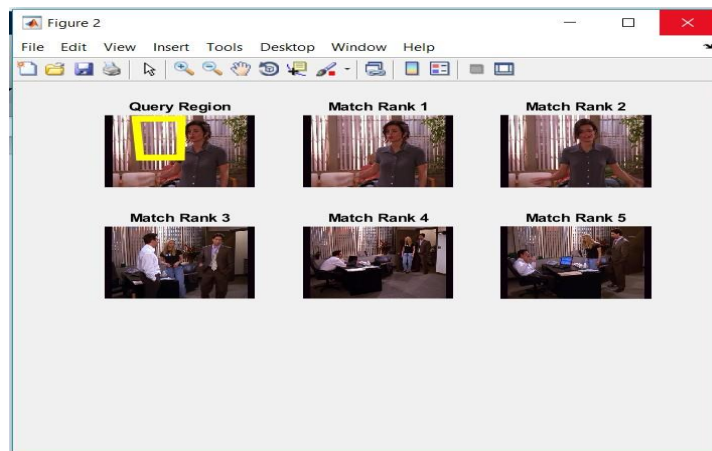 Figure 2
File Edit View Insert Tools Desktop Window Help
Query Region Match Rank 1 Match Rank 2
Match Rank 3 Match Rank 4 Match Rank 5